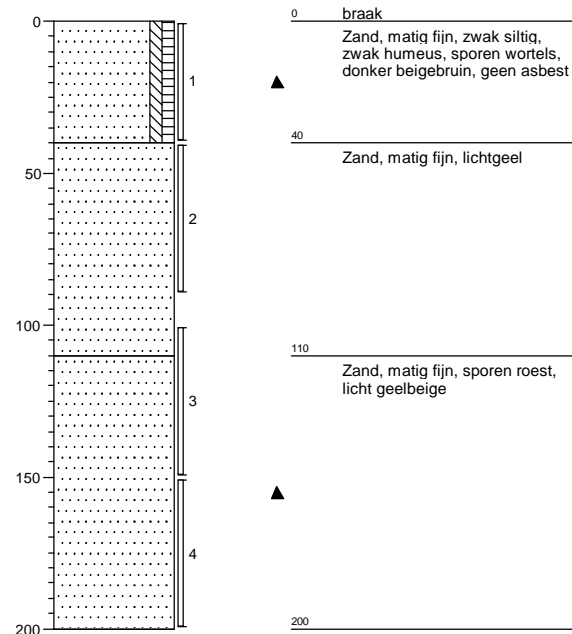 0
50
100
150
200
1
2
3
4
0
braak
Zand, matig fijn, zwak siltig,
zwak humeus, sporen wortels,
donker beigebruin, geen asbest
40
Zand, matig fijn, lichtgeel
110
Zand, matig fijn, sporen roest,
licht geelbeige
200